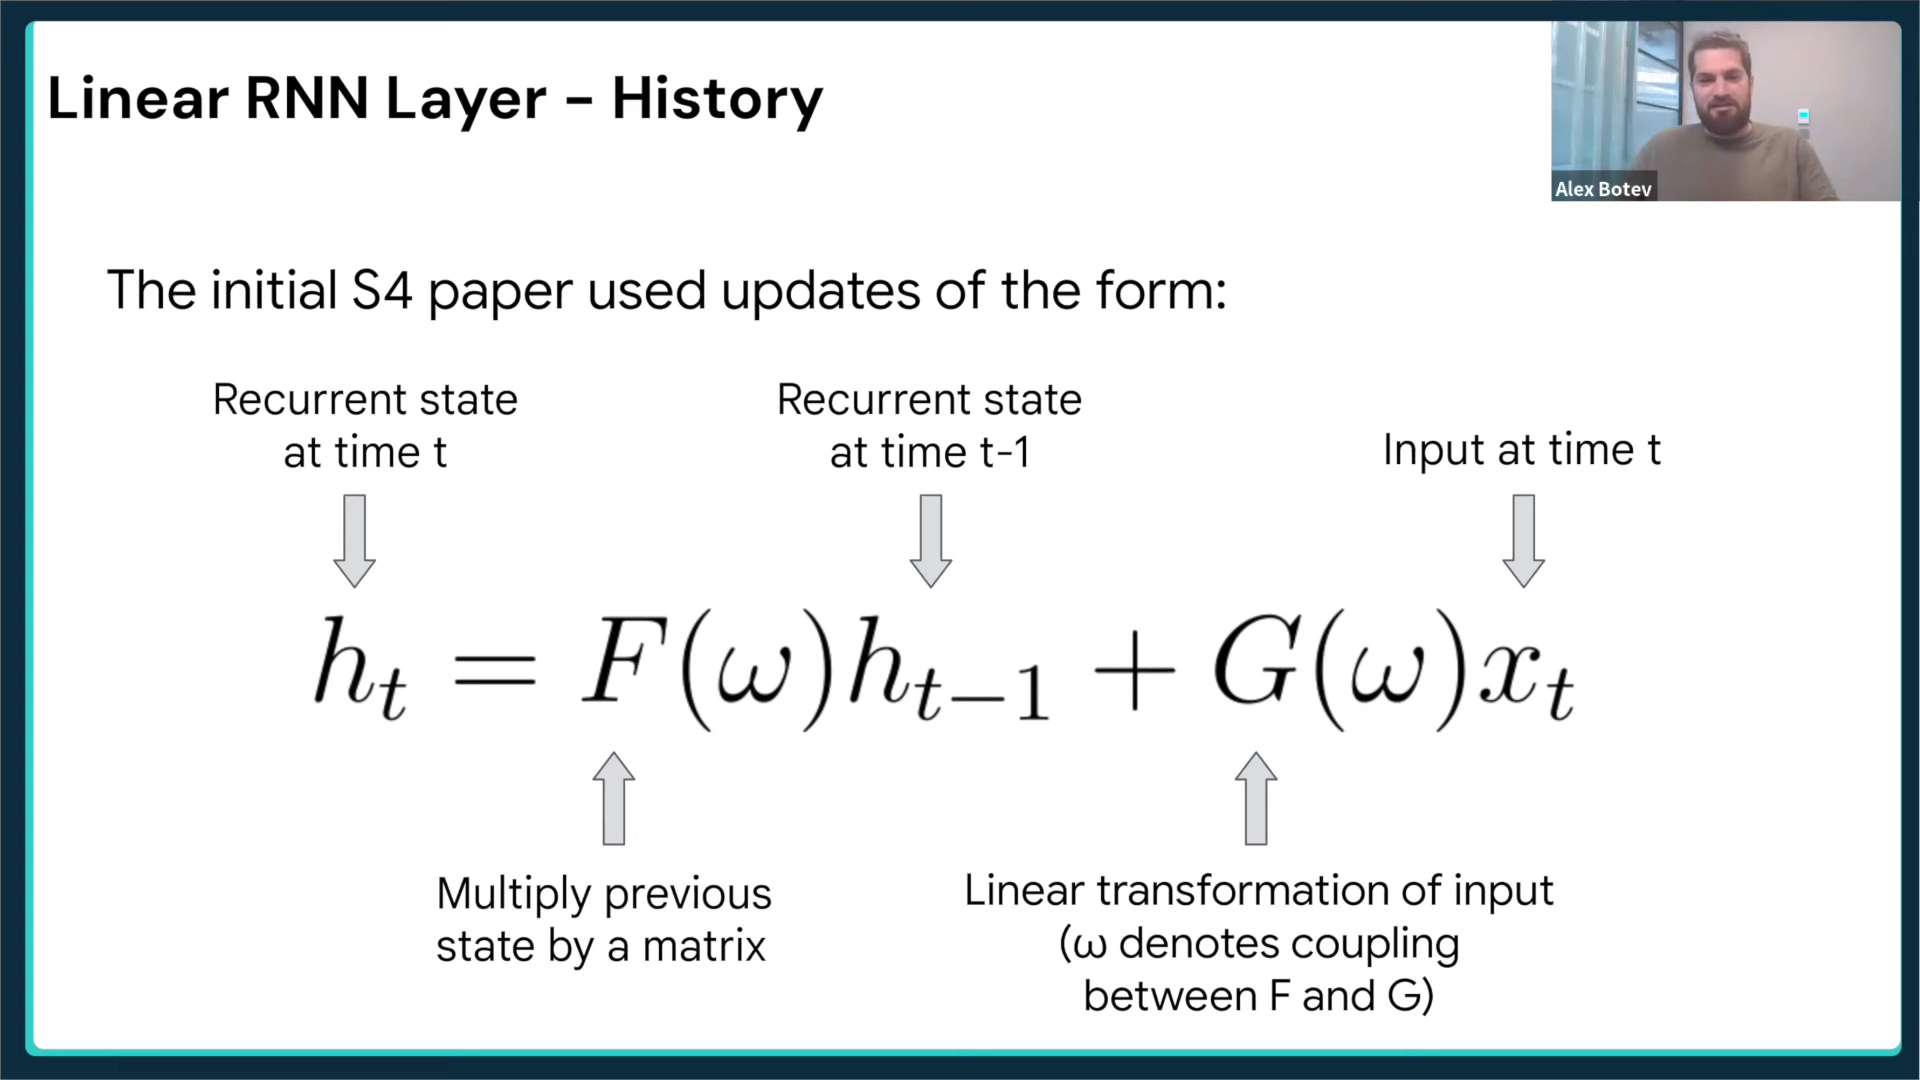 Linear RNN Layer – History
Alex Botev
The initial S4 paper used updates of the form:
Recurrent state
at time t
Recurrent state
at time t-1
Input at time t
h_t = F(ω)h_{t−1} + G(ω)x_t
Multiply previous
state by a matrix
Linear transformation of input
(ω denotes coupling
between F and G)